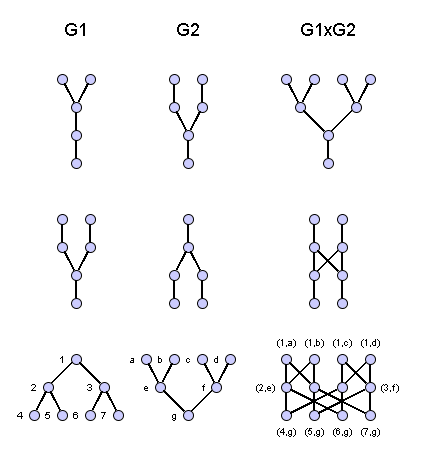 G1 G2 G1xG2
1 a b c d (1,a) (1,b) (1,c) (1,d)
2 3 e f (2,e) (3,f)
4 5 6 7 g (4,g) (5,g) (6,g) (7,g)